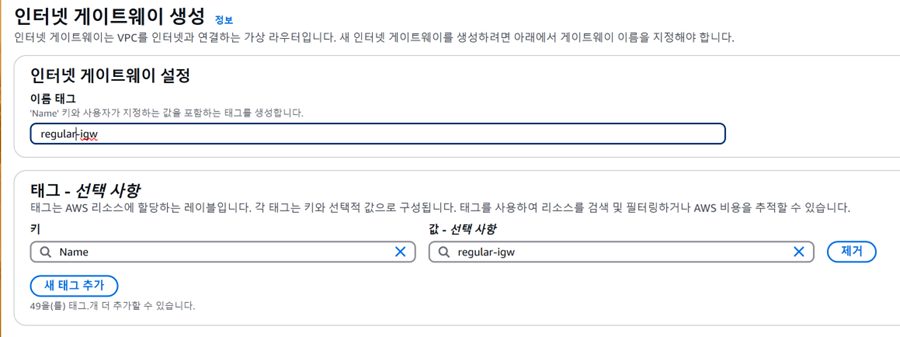 인터넷 게이트웨이 생성 정보
인터넷 게이트웨이는 VPC를 인터넷과 연결하는 가상 라우터입니다. 새 인터넷 게이트웨이를 생성하려면 아래에서 게이트웨이 이름을 지정해야 합니다.
인터넷 게이트웨이 설정
이름 태그
'Name' 키와 사용자가 지정하는 값을 포함하는 태그를 생성합니다.
regular-igw
태그 - 선택 사항
태그는 AWS 리소스에 할당하는 레이블입니다. 각 태그는 키와 선택적 값으로 구성됩니다. 태그를 사용하여 리소스를 검색 및 필터링하거나 AWS 비용을 추적할 수 있습니다.
키 값 - 선택 사항
Name regular-igw 제거
새 태그 추가
49을(를) 태그.개 더 추가할 수 있습니다.